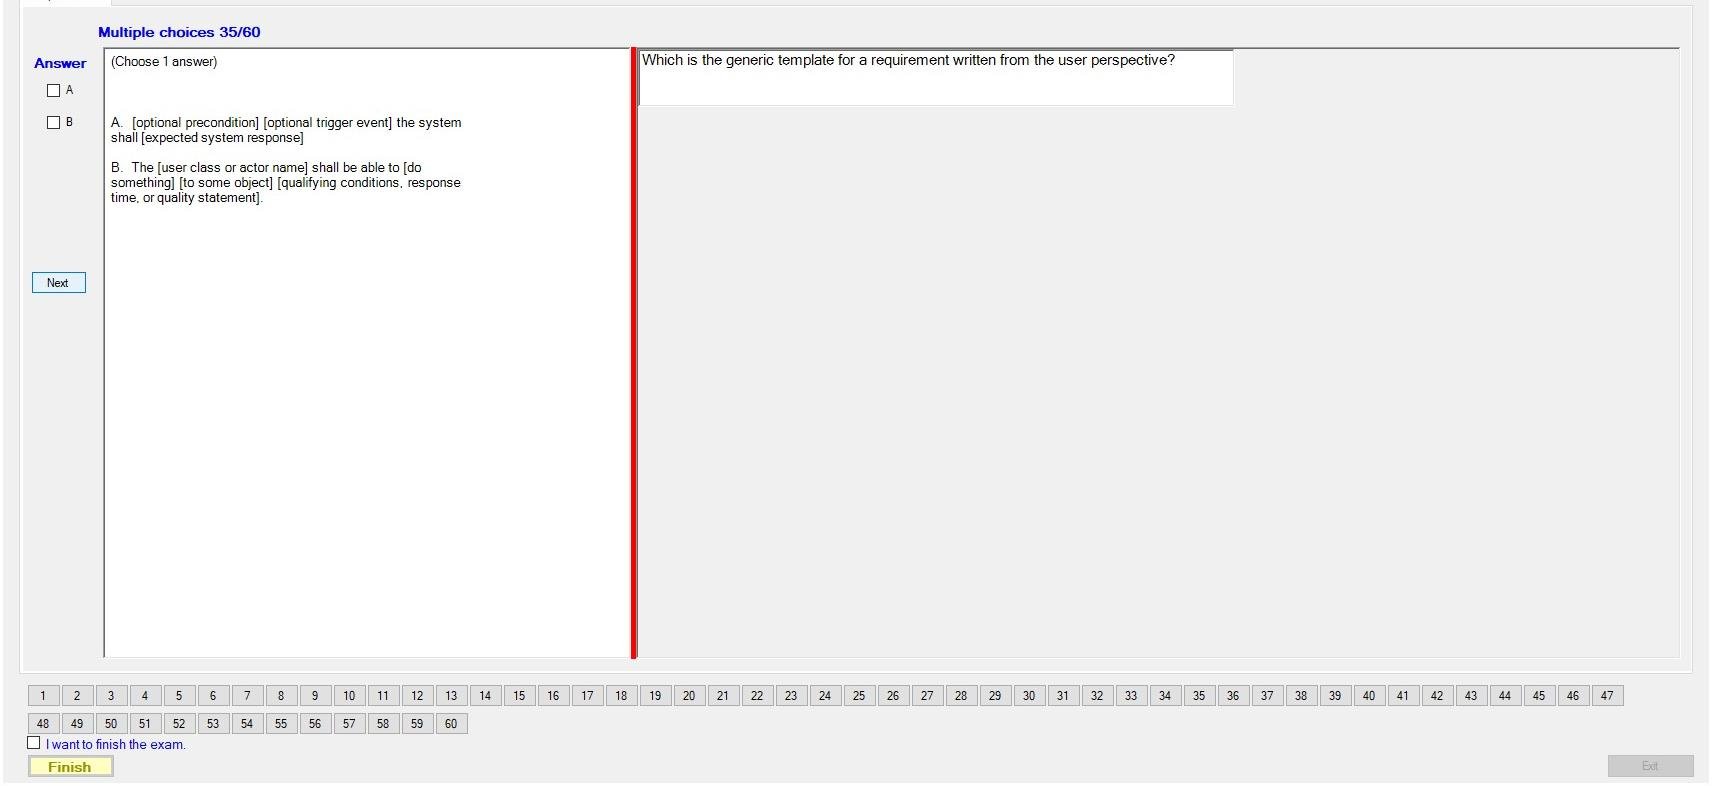 Multiple choices 35/60
Answer
A
B
Next
(Choose 1 answer)
A. [optional precondition] [optional trigger event] the system
shall [expected system response]
B. The [user class or actor name] shall be able to [do
something] [to some object] [qualifying conditions, response
time, or quality statement].
Which is the generic template for a requirement written from the user perspective?
1 2 3 4 5 6 7 8 9 10 11 12 13 14 15 16 17 18 19 20 21 22 23 24 25 26 27 28 29 30 31 32 33 34 35 36 37 38 39 40 41 42 43 44 45 46 47
48 49 50 51 52 53 54 55 56 57 58 59 60
I want to finish the exam.
Finish
Exit